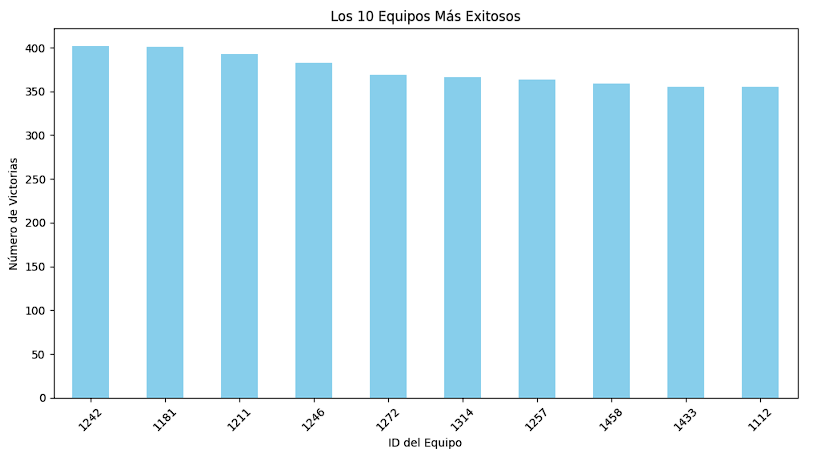 Los 10 Equipos Más Exitosos
Número de Victorias
400
350
300
250
200
150
100
50
0
1242 1181 1211 1246 1272 1314 1257 1458 1433 1112
ID del Equipo